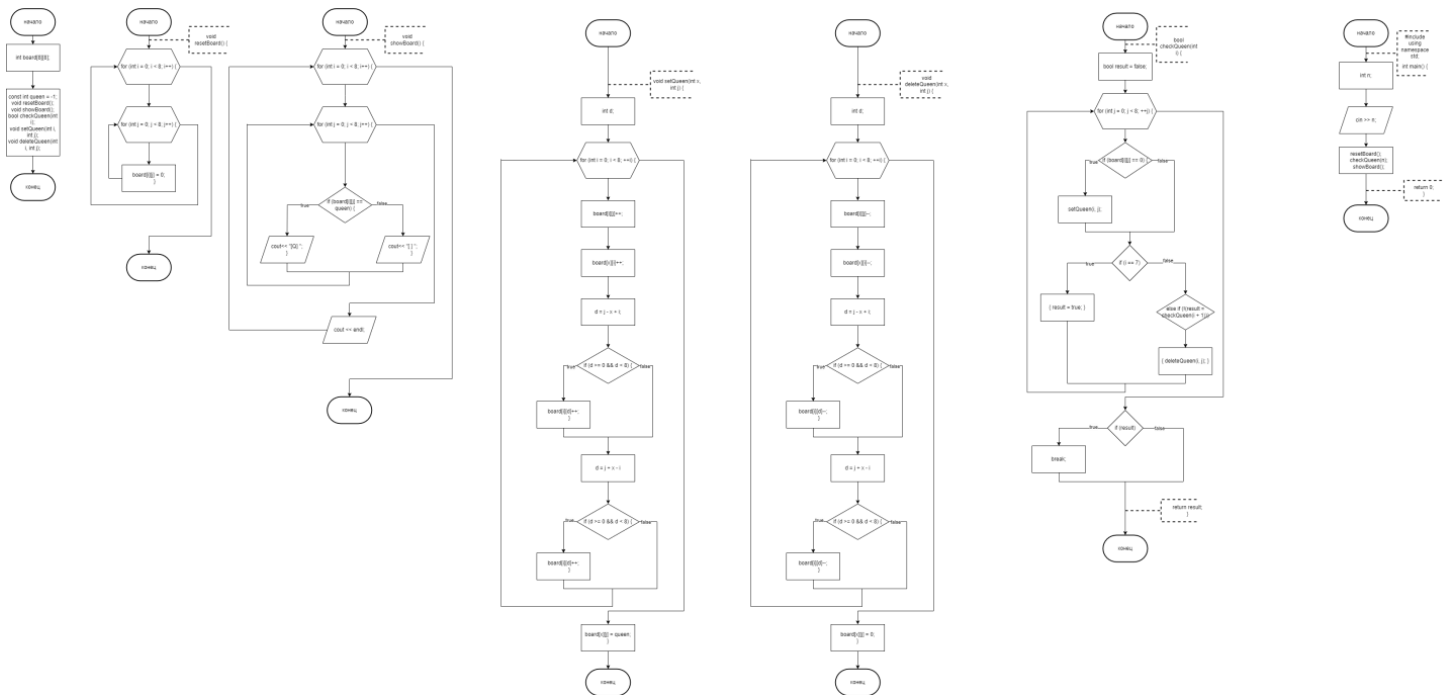 начало
int board[8][8];
const int queen = -1;
void resetBoard();
void showBoard();
bool checkQueen(int
i);
void setQueen(int i,
int j);
void deleteQueen(int
i, int j);
конец
начало
void
resetBoard() {
for (int i = 0; i < 8; i++) {
for (int j = 0; j < 8; j++) {
board[i][j] = 0;
}
конец
начало
void
showBoard() {
for (int i = 0; i < 8; i++) {
for (int j = 0; j < 8; j++) {
if (board[i][j] ==
queen) {
true
false
cout<< "[Q] ";
}
cout<< "[ ] ";
}
cout << endl;
конец
начало
void setQueen(int x,
int j) {
int d;
for (int i = 0; i < 8; ++i) {
board[i][j]++;
board[x][i]++;
d = j - x + i;
if (d >= 0 && d < 8) {
true
false
board[i][d]++;
}
d = j + x - i
if (d >= 0 && d < 8) {
true
false
board[i][d]++;
}
board[x][j] = queen;
}
конец
начало
void
deleteQueen(int x,
int j) {
int d;
for (int i = 0; i < 8; ++i) {
board[i][j]--;
board[x][i]--;
d = j - x + i;
if (d >= 0 && d < 8) {
true
false
board[i][d]--;
}
d = j + x - i
if (d >= 0 && d < 8) {
true
false
board[i][d]--;
}
board[x][j] = 0;
}
конец
начало
bool
checkQueen(int
i) {
bool result = false;
for (int j = 0; j < 8; ++j) {
if (board[i][j] == 0) {
true
false
setQueen(i, j);
if (i == 7)
true
false
{ result = true; }
else if (!(result =
checkQueen(i + 1)))
{ deleteQueen(i, j); }
if (result)
true
false
break;
return result;
}
конец
начало
#include
using
namespace
std;
int main() {
int n;
cin >> n;
resetBoard();
checkQueen(n);
showBoard();
return 0;
}
конец